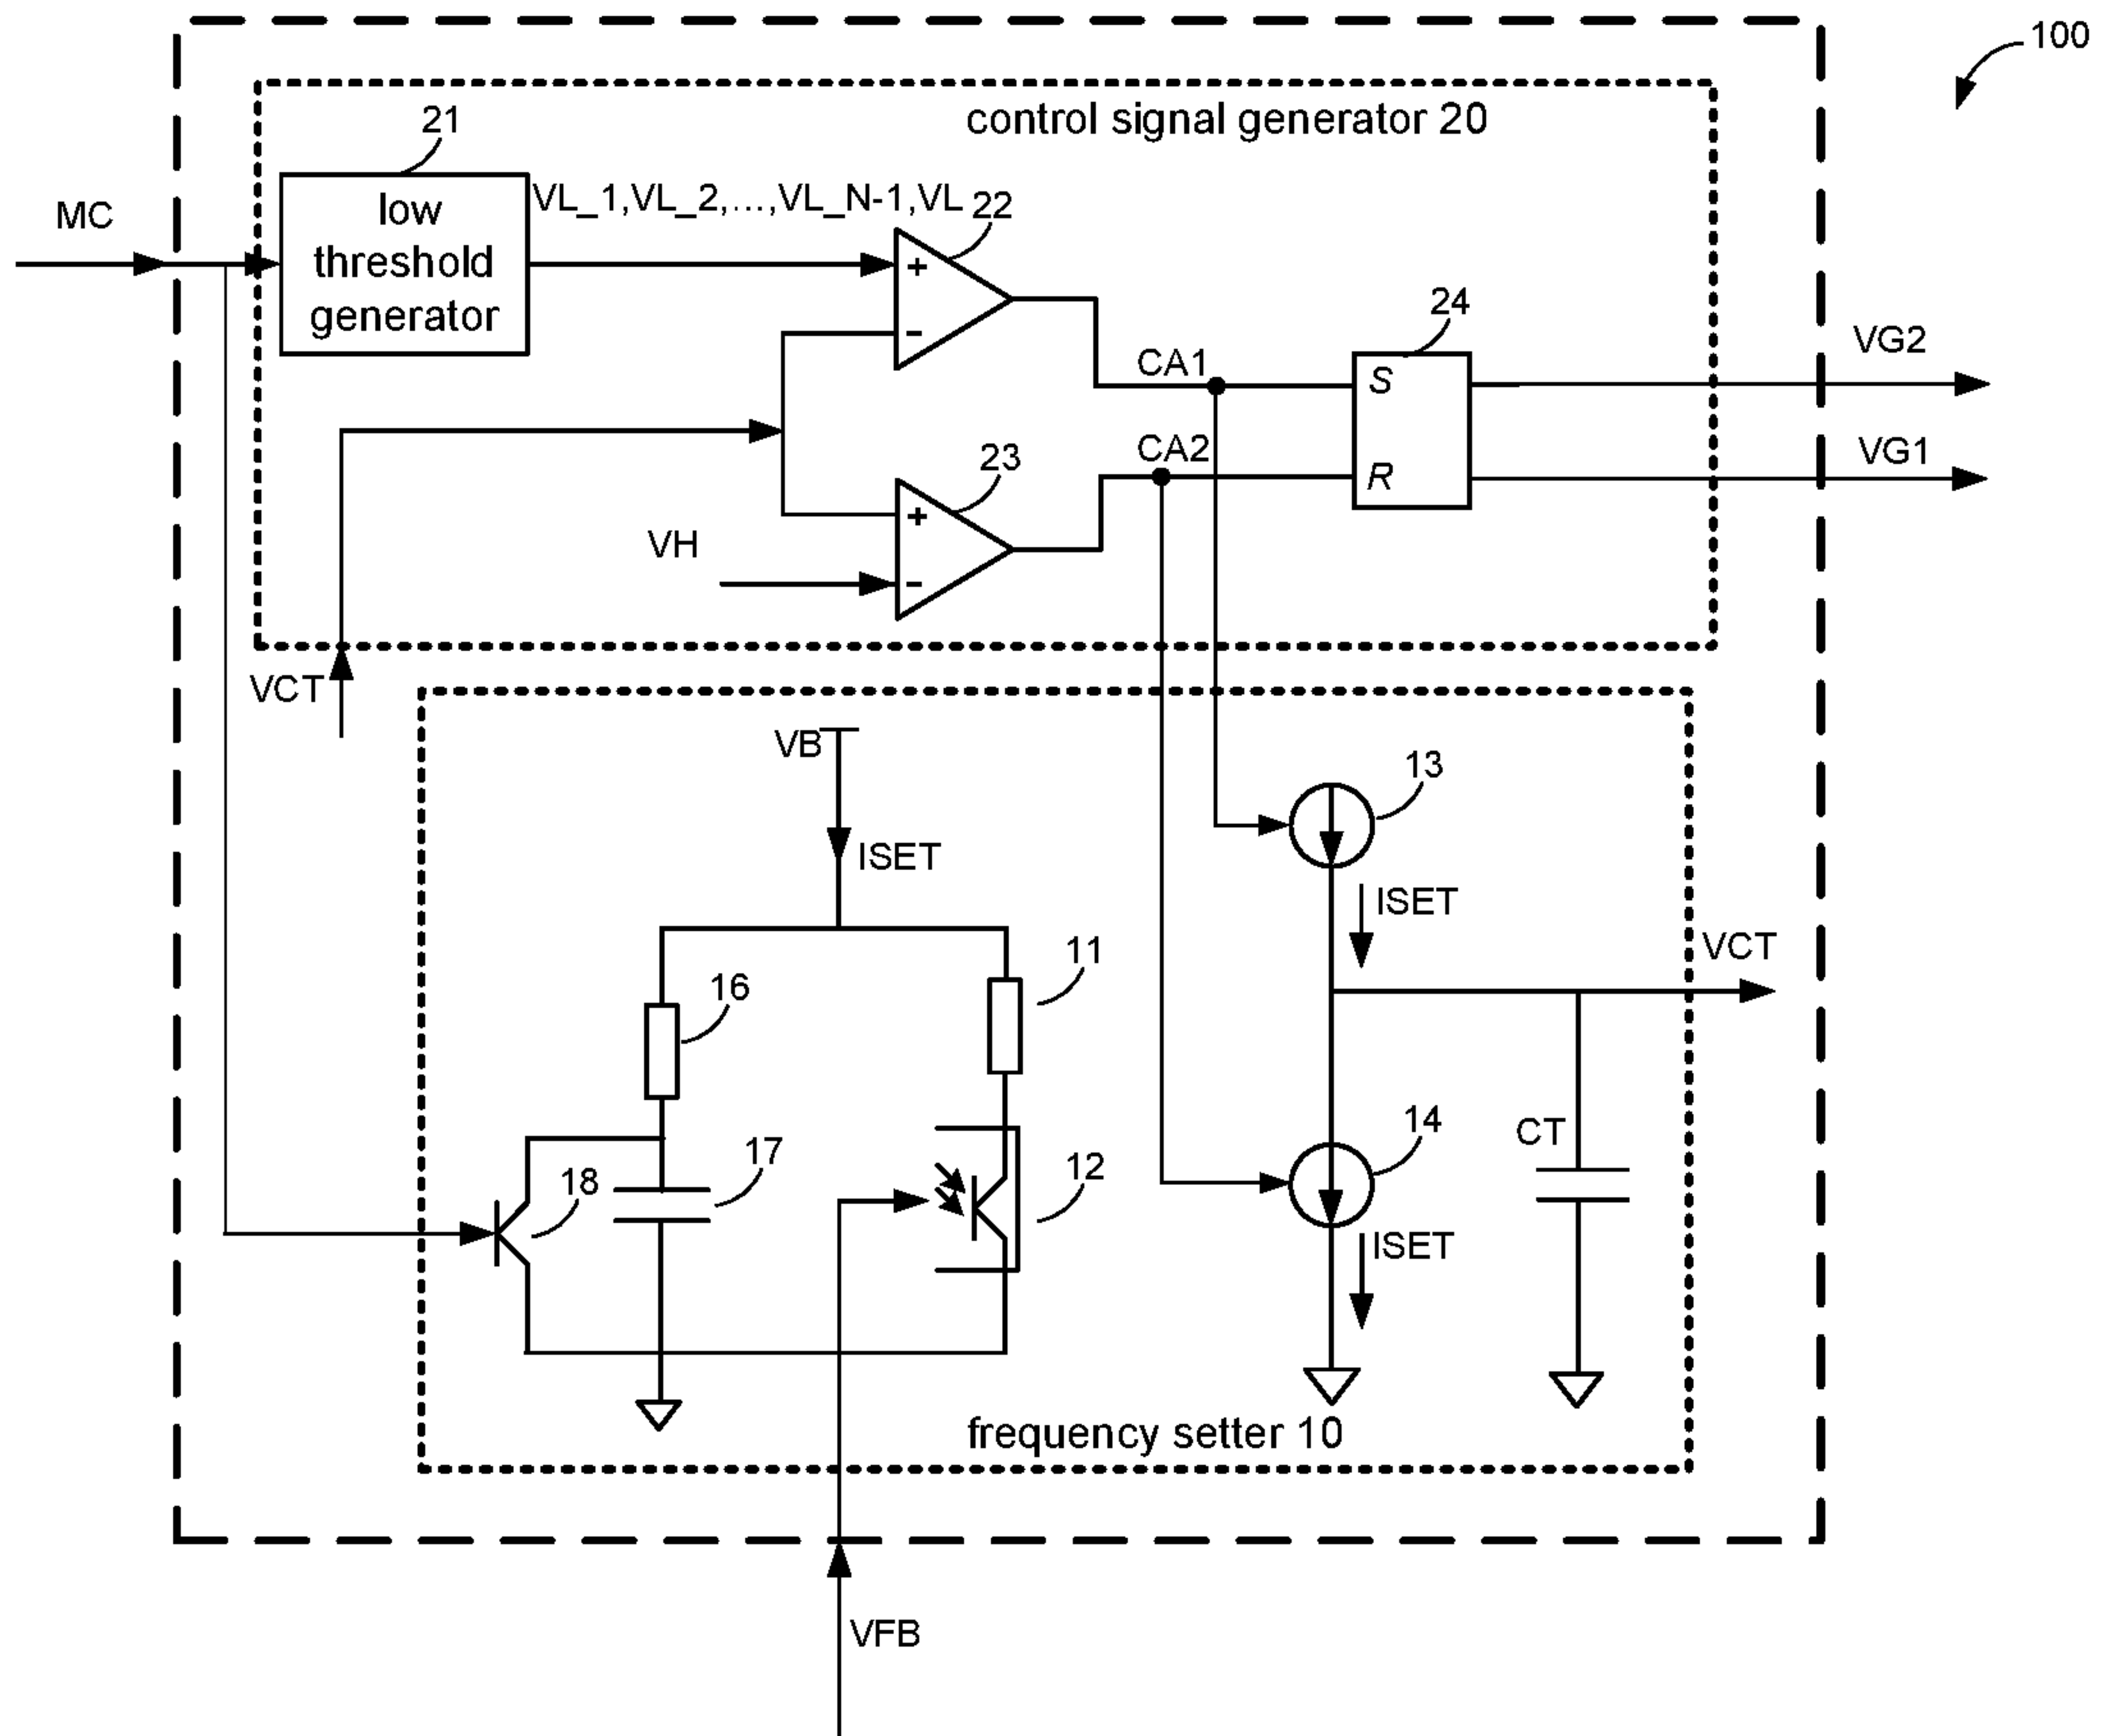 100
control signal generator 20
21
MC
low
threshold
generator
VL_1,VL_2,...,VL_N-1,VL
22
+
-
CA1
24
S
VG2
CA2
R
VG1
23
+
VH
-
VCT
VB
13
ISET
ISET
11
VCT
16
14
CT
17
12
18
ISET
frequency setter 10
VFB